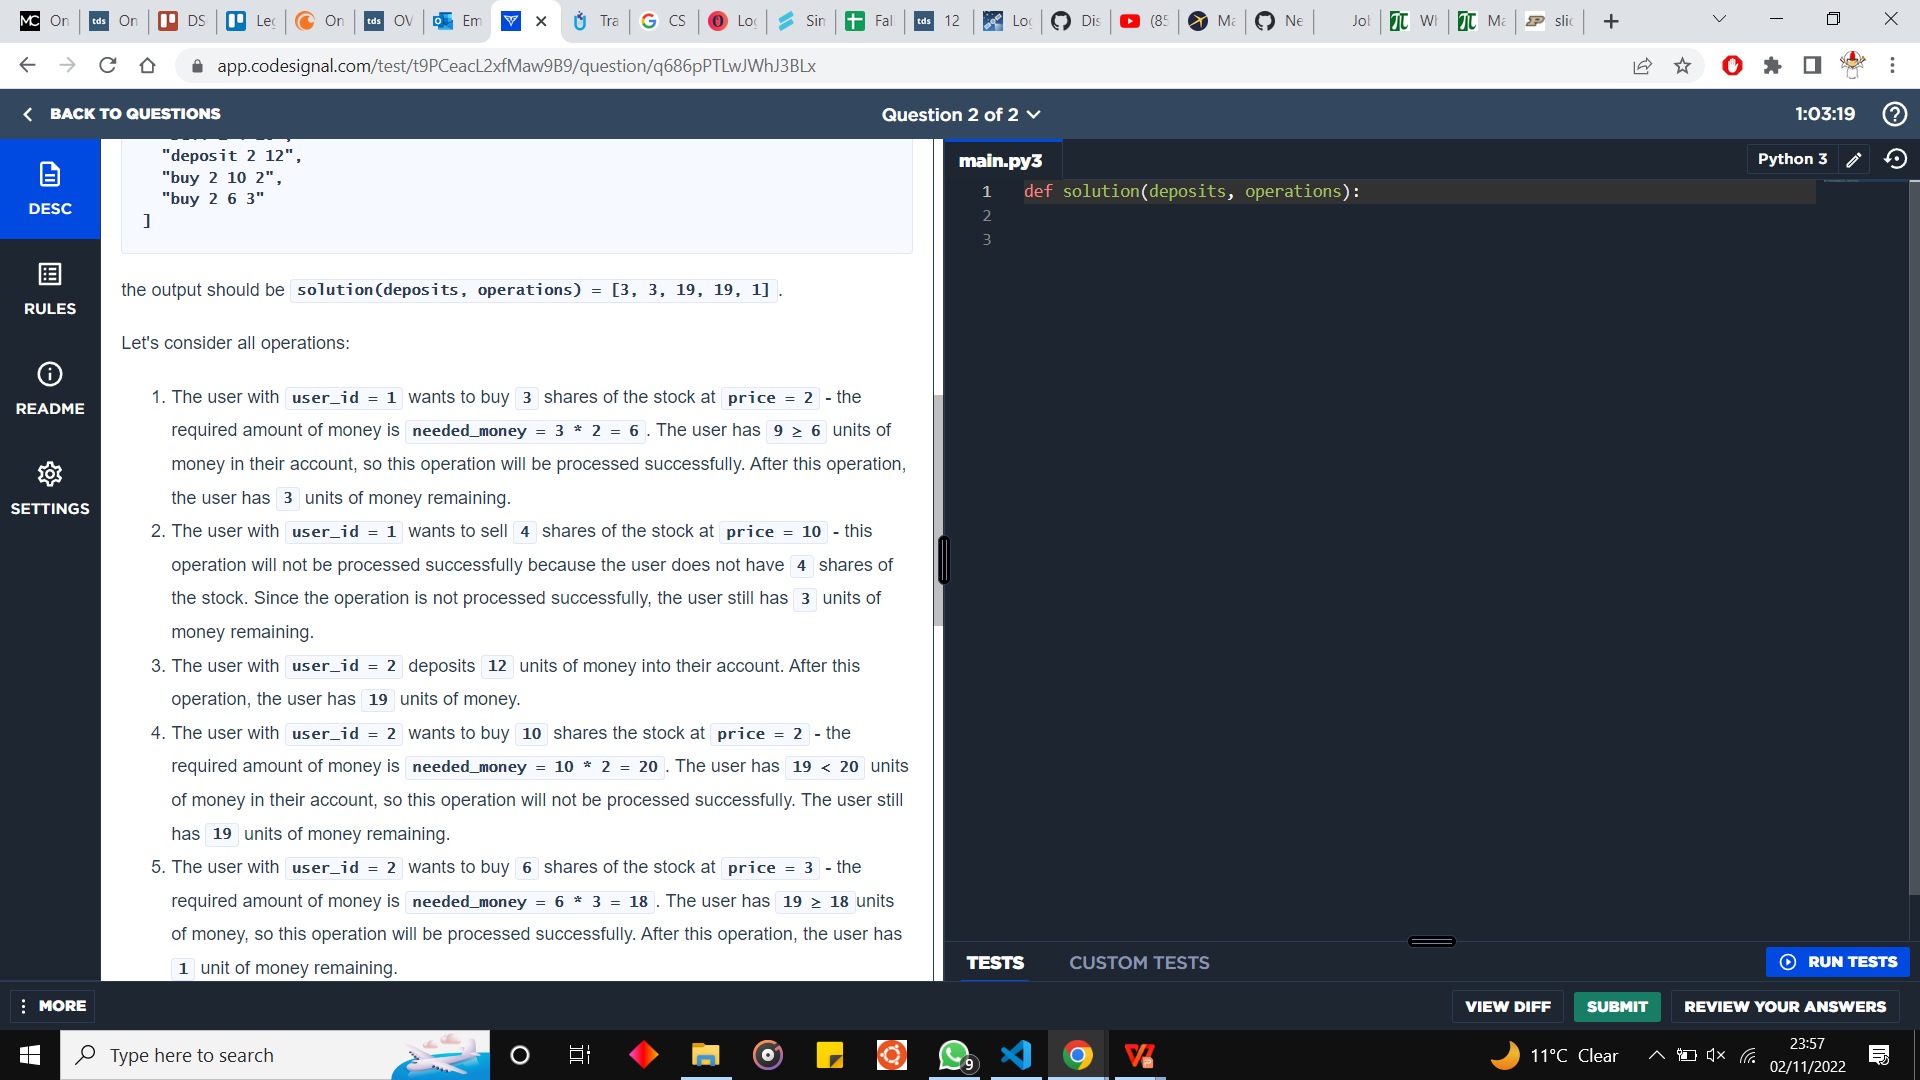 On
On
DS
Leg
On
OV
Em
Tra
CS
Log
Sin
Fall
12
Log
Dis
(85
Ma
Ne
Jol
Wh
Ma
slid
app.codesignal.com/test/t9PCeacL2xfMaw9B9/question/q686pPTLwJWhJ3BLx
BACK TO QUESTIONS
Question 2 of 2
1:03:19
DESC
RULES
README
SETTINGS
"deposit 2 12",
"buy 2 10 2",
"buy 2 6 3"
]
the output should be solution(deposits, operations) = [3, 3, 19, 19, 1] .
Let's consider all operations:
1. The user with user_id = 1 wants to buy 3 shares of the stock at price = 2 - the
required amount of money is needed_money = 3 * 2 = 6 . The user has 9 ≥ 6 units of
money in their account, so this operation will be processed successfully. After this operation,
the user has 3 units of money remaining.
2. The user with user_id = 1 wants to sell 4 shares of the stock at price = 10 - this
operation will not be processed successfully because the user does not have 4 shares of
the stock. Since the operation is not processed successfully, the user still has 3 units of
money remaining.
3. The user with user_id = 2 deposits 12 units of money into their account. After this
operation, the user has 19 units of money.
4. The user with user_id = 2 wants to buy 10 shares the stock at price = 2 - the
required amount of money is needed_money = 10 * 2 = 20 . The user has 19 < 20 units
of money in their account, so this operation will not be processed successfully. The user still
has 19 units of money remaining.
5. The user with user_id = 2 wants to buy 6 shares of the stock at price = 3 - the
required amount of money is needed_money = 6 * 3 = 18 . The user has 19 ≥ 18 units
of money, so this operation will be processed successfully. After this operation, the user has
1 unit of money remaining.
main.py3
Python 3
1 def solution(deposits, operations):
2
3
TESTS
CUSTOM TESTS
RUN TESTS
MORE
VIEW DIFF
SUBMIT
REVIEW YOUR ANSWERS
Type here to search
9
11°C Clear
23:57
02/11/2022